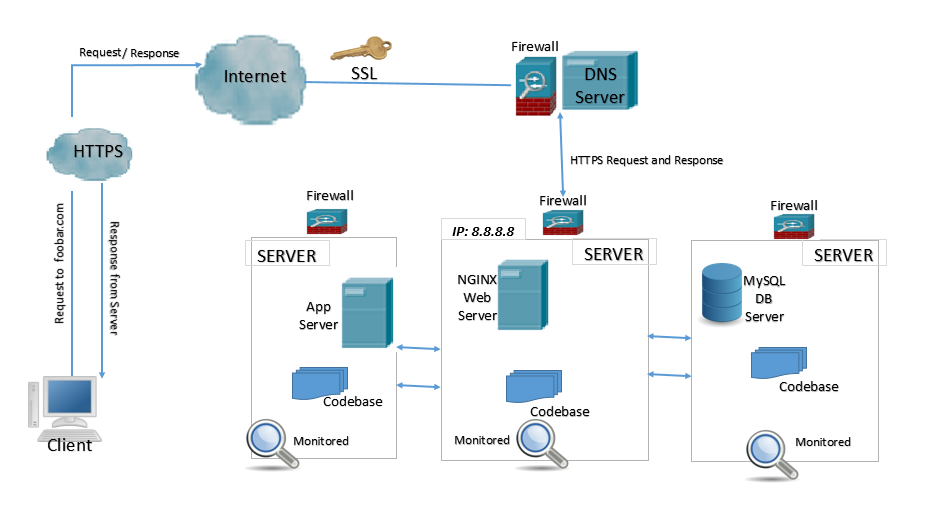 Request/ Response
Internet
SSL
Firewall
DNS
Server
HTTPS
HTTPS Request and Response
Request to foobar.com
Response from Server
Client
Firewall
SERVER
App
Server
Codebase
Monitored
Firewall
IP: 8.8.8.8
SERVER
NGINX
Web
Server
Codebase
Monitored
Firewall
SERVER
MySQL
DB
Server
Codebase
Monitored